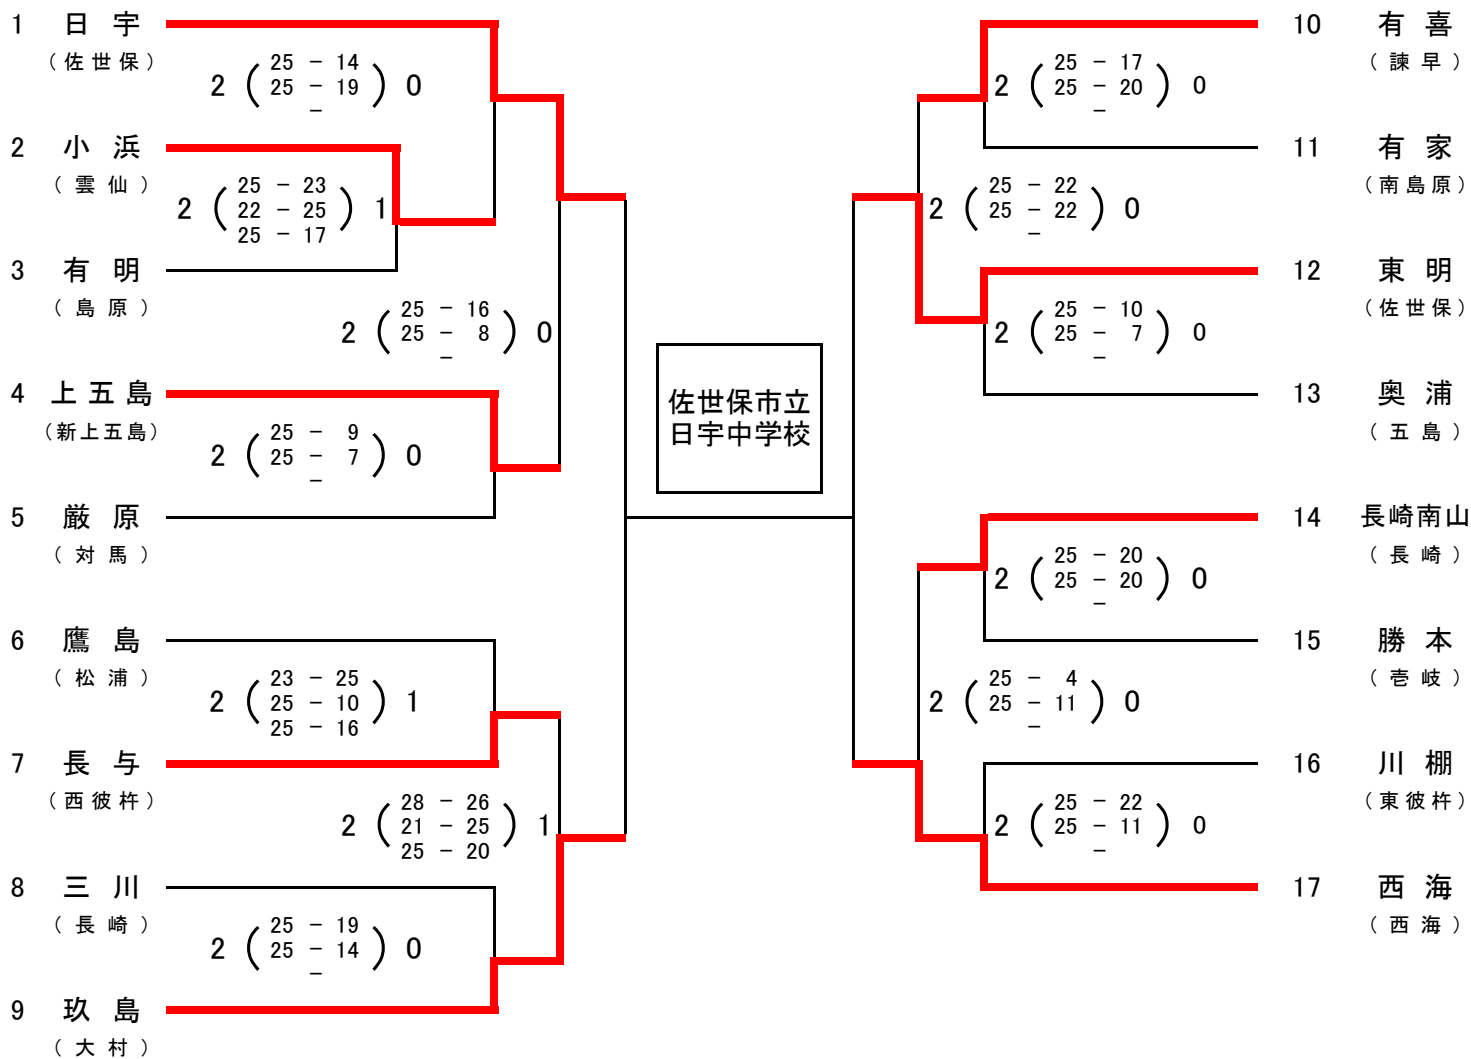 1 日宇
(佐世保)
2 ( 25 - 14 ) 0
25 - 19
-
2 小浜
(雲仙)
2 ( 25 - 23 ) 1
22 - 25
25 - 17
3 有明
(島原)
2 ( 25 - 16 ) 0
25 - 8
-
4 上五島
(新上五島)
2 ( 25 - 9 ) 0
25 - 7
-
5 厳原
(対馬)
6 鷹島
(松浦)
2 ( 23 - 25 ) 1
25 - 10
25 - 16
7 長与
(西彼杵)
2 ( 28 - 26 ) 1
21 - 25
25 - 20
8 三川
(長崎)
2 ( 25 - 19 ) 0
25 - 14
-
9 玖島
(大村)
佐世保市立
日宇中学校
10 有喜
(諫早)
2 ( 25 - 17 ) 0
25 - 20
-
11 有家
(南島原)
2 ( 25 - 22 ) 0
25 - 22
-
12 東明
(佐世保)
2 ( 25 - 10 ) 0
25 - 7
-
13 奥浦
(五島)
14 長崎南山
(長崎)
2 ( 25 - 20 ) 0
25 - 20
-
15 勝本
(壱岐)
2 ( 25 - 4 ) 0
25 - 11
-
16 川棚
(東彼杵)
2 ( 25 - 22 ) 0
25 - 11
-
17 西海
(西海)